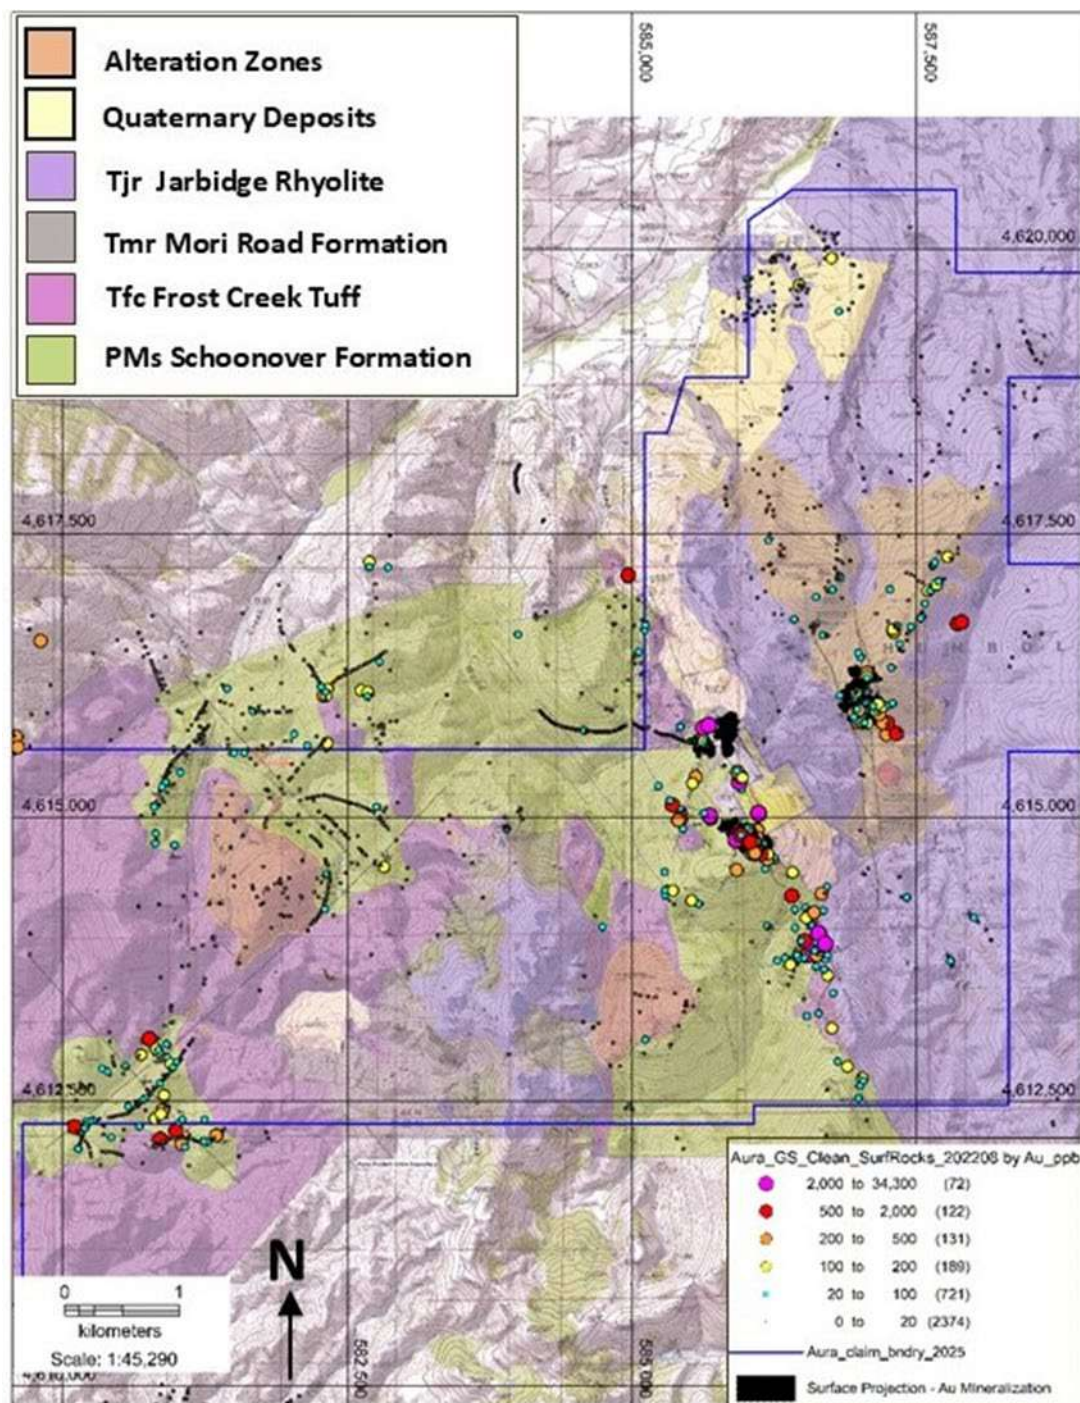 Alteration Zones
Quaternary Deposits
Tjr Jarbidge Rhyolite
Tmr Mori Road Formation
Tfc Frost Creek Tuff
PMs Schoonover Formation
585,000
587,500
4,620,000
4,617,500
4,617,500
H U M B O L
4,615,000
4,615,000
I O N A L
4,612,500
4,612,500
N
0 1
kilometers
Scale: 1:45,290
4,610,000
582,500
585,000
Aura_GS_Clean_SurfRocks_202208 by Au_ppb
2,000 to 34,300 (72)
500 to 2,000 (122)
200 to 500 (131)
100 to 200 (189)
20 to 100 (721)
0 to 20 (2374)
Aura_claim_bndry_2025
Surface Projection - Au Mineralization